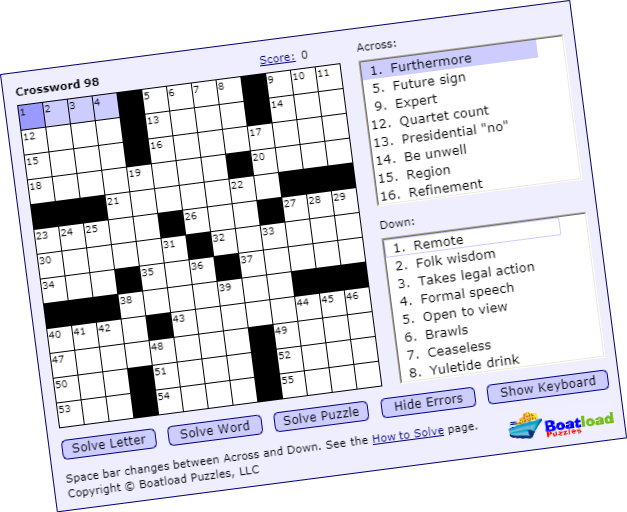 Crossword 98
Score: 0
1 2 3 4 5 6 7 8 9 10 11
12 13 14
15 16 17
18 19 20
21 22
23 24 25 26 27 28 29
30 31 32 33
34 35 36 37
38 39
40 41 42 43 44 45 46
47 48 49
50 51 52
53 54 55
Across:
1. Furthermore
5. Future sign
9. Expert
12. Quartet count
13. Presidential "no"
14. Be unwell
15. Region
16. Refinement
Down:
1. Remote
2. Folk wisdom
3. Takes legal action
4. Formal speech
5. Open to view
6. Brawls
7. Ceaseless
8. Yuletide drink
Solve Letter Solve Word Solve Puzzle Hide Errors Show Keyboard
Space bar changes between Across and Down. See the How to Solve page.
Copyright © Boatload Puzzles, LLC
Boatload
Puzzles